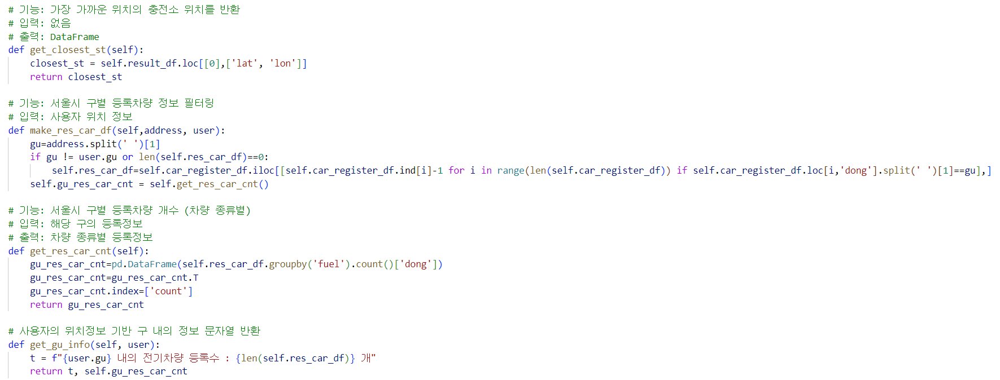 # 기능: 가장 가까운 위치의 충전소 위치를 반환
# 입력: 없음
# 출력: DataFrame
def get_closest_st(self):
    closest_st = self.result_df.loc[[0],['lat', 'lon']]
    return closest_st

# 기능: 서울시 구별 등록차량 정보 필터링
# 입력: 사용자 위치 정보
def make_res_car_df(self,address, user):
    gu=address.split(' ')[1]
    if gu != user.gu or len(self.res_car_df)==0:
        self.res_car_df=self.car_register_df.iloc[[self.car_register_df.ind[i]-1 for i in range(len(self.car_register_df)) if self.car_register_df.loc[i,'dong'].split(' ')[1]==gu],]
    self.gu_res_car_cnt = self.get_res_car_cnt()

# 기능: 서울시 구별 등록차량 개수 (차량 종류별)
# 입력: 해당 구의 등록정보
# 출력: 차량 종류별 등록정보
def get_res_car_cnt(self):
    gu_res_car_cnt=pd.DataFrame(self.res_car_df.groupby('fuel').count()['dong'])
    gu_res_car_cnt=gu_res_car_cnt.T
    gu_res_car_cnt.index=['count']
    return gu_res_car_cnt

# 사용자의 위치정보 기반 구 내의 정보 문자열 반환
def get_gu_info(self, user):
    t = f"{user.gu} 내의 전기차량 등록수 : {len(self.res_car_df)} 개"
    return t, self.gu_res_car_cnt